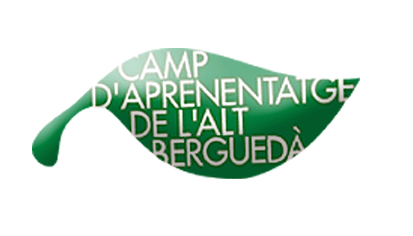 CAMP
D'APRENENTATGE
DE L'ALT
BERGUEDÀ